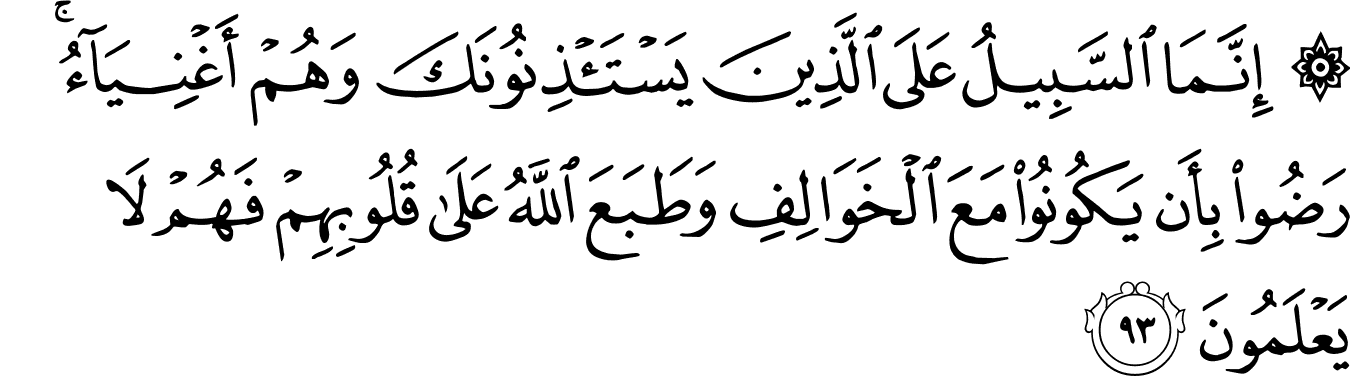 ۞ إِنَّمَا ٱلسَّبِيلُ عَلَى ٱلَّذِينَ يَسْتَـْٔذِنُونَكَ وَهُمْ أَغْنِيَآءُ ۚ
رَضُوا۟ بِأَن يَكُونُوا۟ مَعَ ٱلْخَوَالِفِ وَطَبَعَ ٱللَّهُ عَلَىٰ قُلُوبِهِمْ فَهُمْ لَا
يَعْلَمُونَ ٩٣